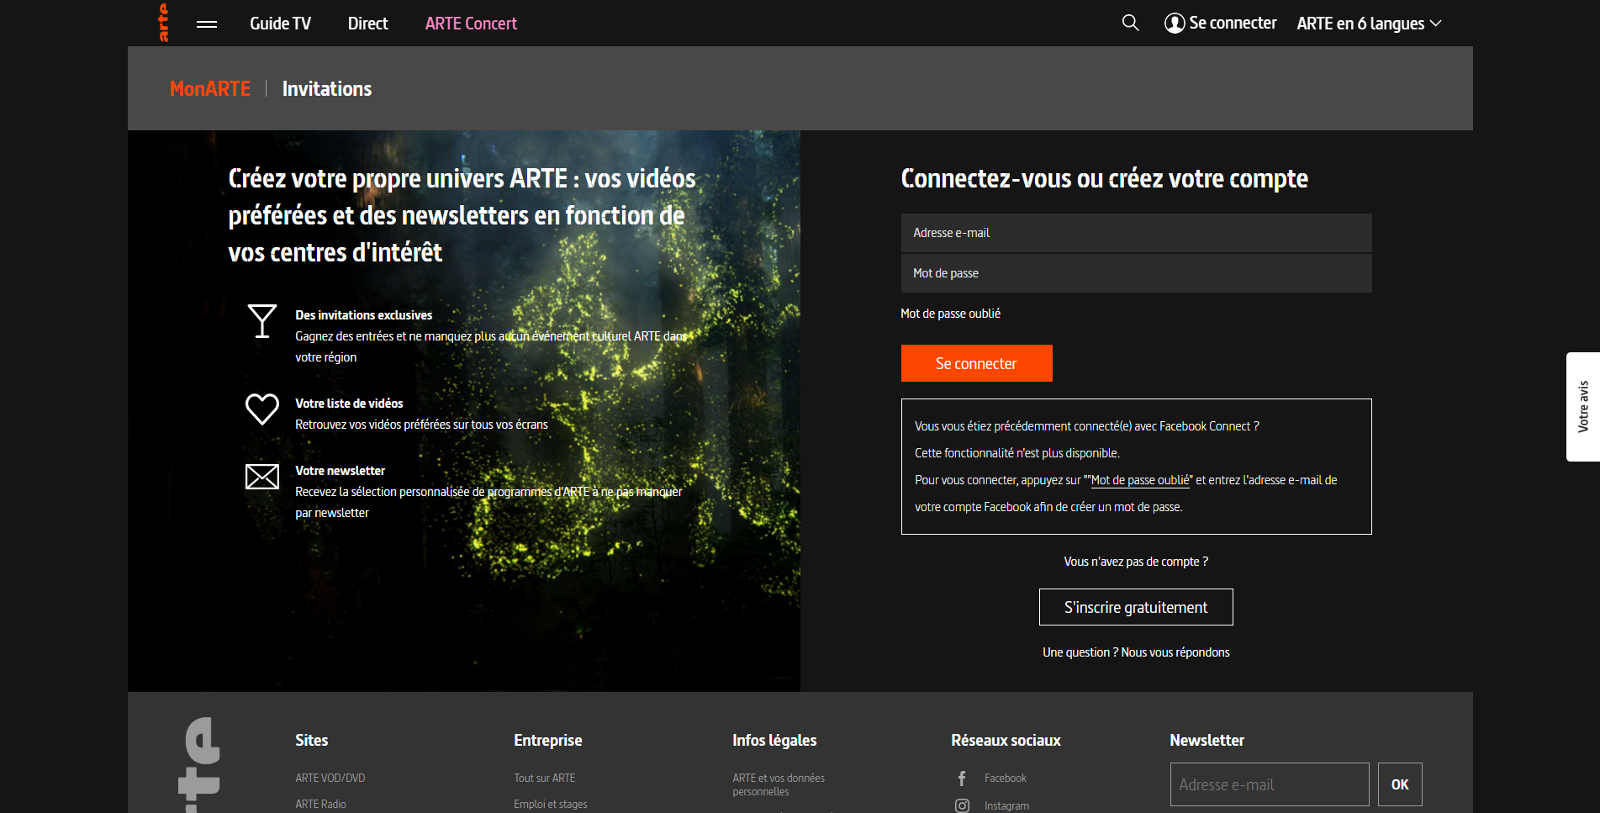 arte
Guide TV
Direct
ARTE Concert
Se connecter
ARTE en 6 langues
MonARTE | Invitations
Créez votre propre univers ARTE : vos vidéos
préférées et des newsletters en fonction de
vos centres d'intérêt
Des invitations exclusives
Gagnez des entrées et ne manquez plus aucun événement culturel ARTE dans
votre région
Votre liste de vidéos
Retrouvez vos vidéos préférées sur tous vos écrans
Votre newsletter
Recevez la sélection personnalisée de programmes d'ARTE à ne pas manquer
par newsletter
Connectez-vous ou créez votre compte
Adresse e-mail
Mot de passe
Mot de passe oublié
Se connecter
Vous vous étiez précédemment connecté(e) avec Facebook Connect ?
Cette fonctionnalité n'est plus disponible.
Pour vous connecter, appuyez sur ""Mot de passe oublié" et entrez l'adresse e-mail de
votre compte Facebook afin de créer un mot de passe.
Vous n'avez pas de compte ?
S'inscrire gratuitement
Une question ? Nous vous répondons
Votre avis
rte
Sites
ARTE VOD/DVD
ARTE Radio
Entreprise
Tout sur ARTE
Emploi et stages
Infos légales
ARTE et vos données
personnelles
Réseaux sociaux
Facebook
Instagram
Newsletter
Adresse e-mail
OK